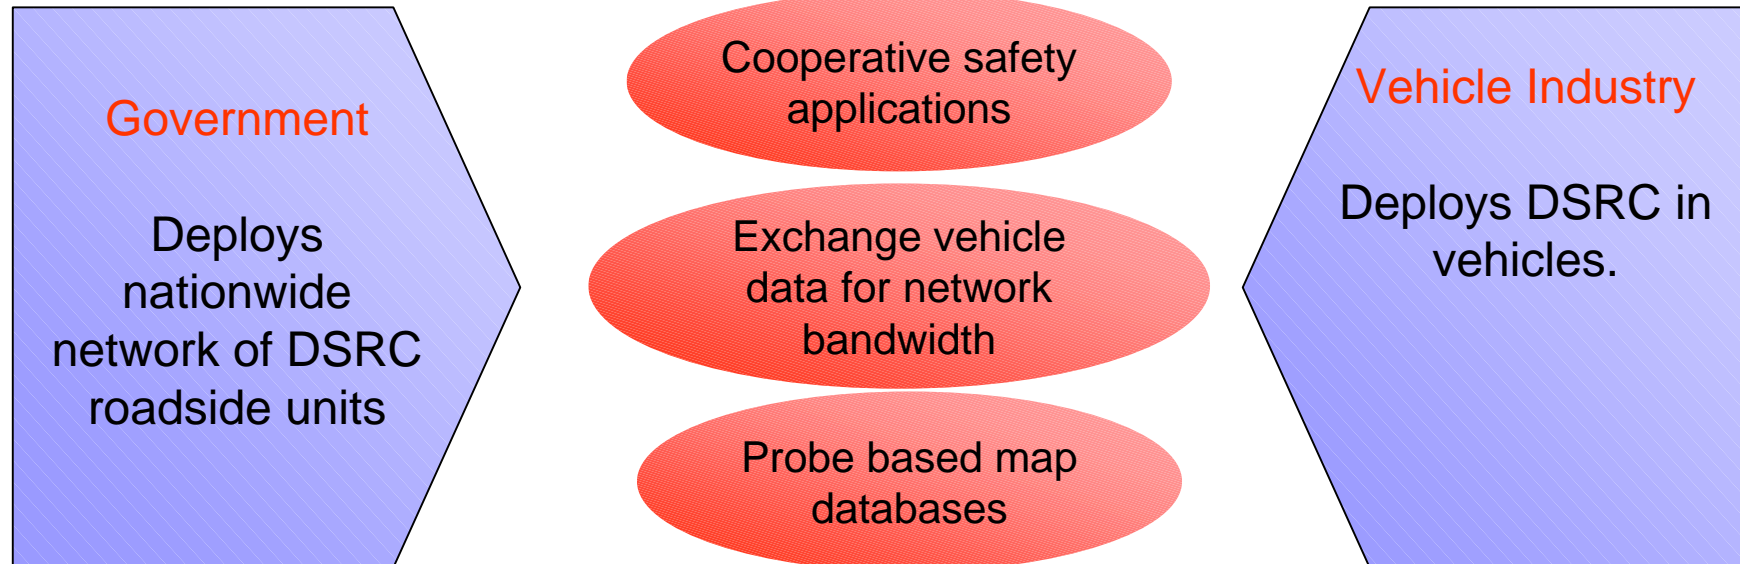 Government
Deploys
nationwide
network of DSRC
roadside units
Cooperative safety
applications
Exchange vehicle
data for network
bandwidth
Probe based map
databases
Vehicle Industry
Deploys DSRC in
vehicles.